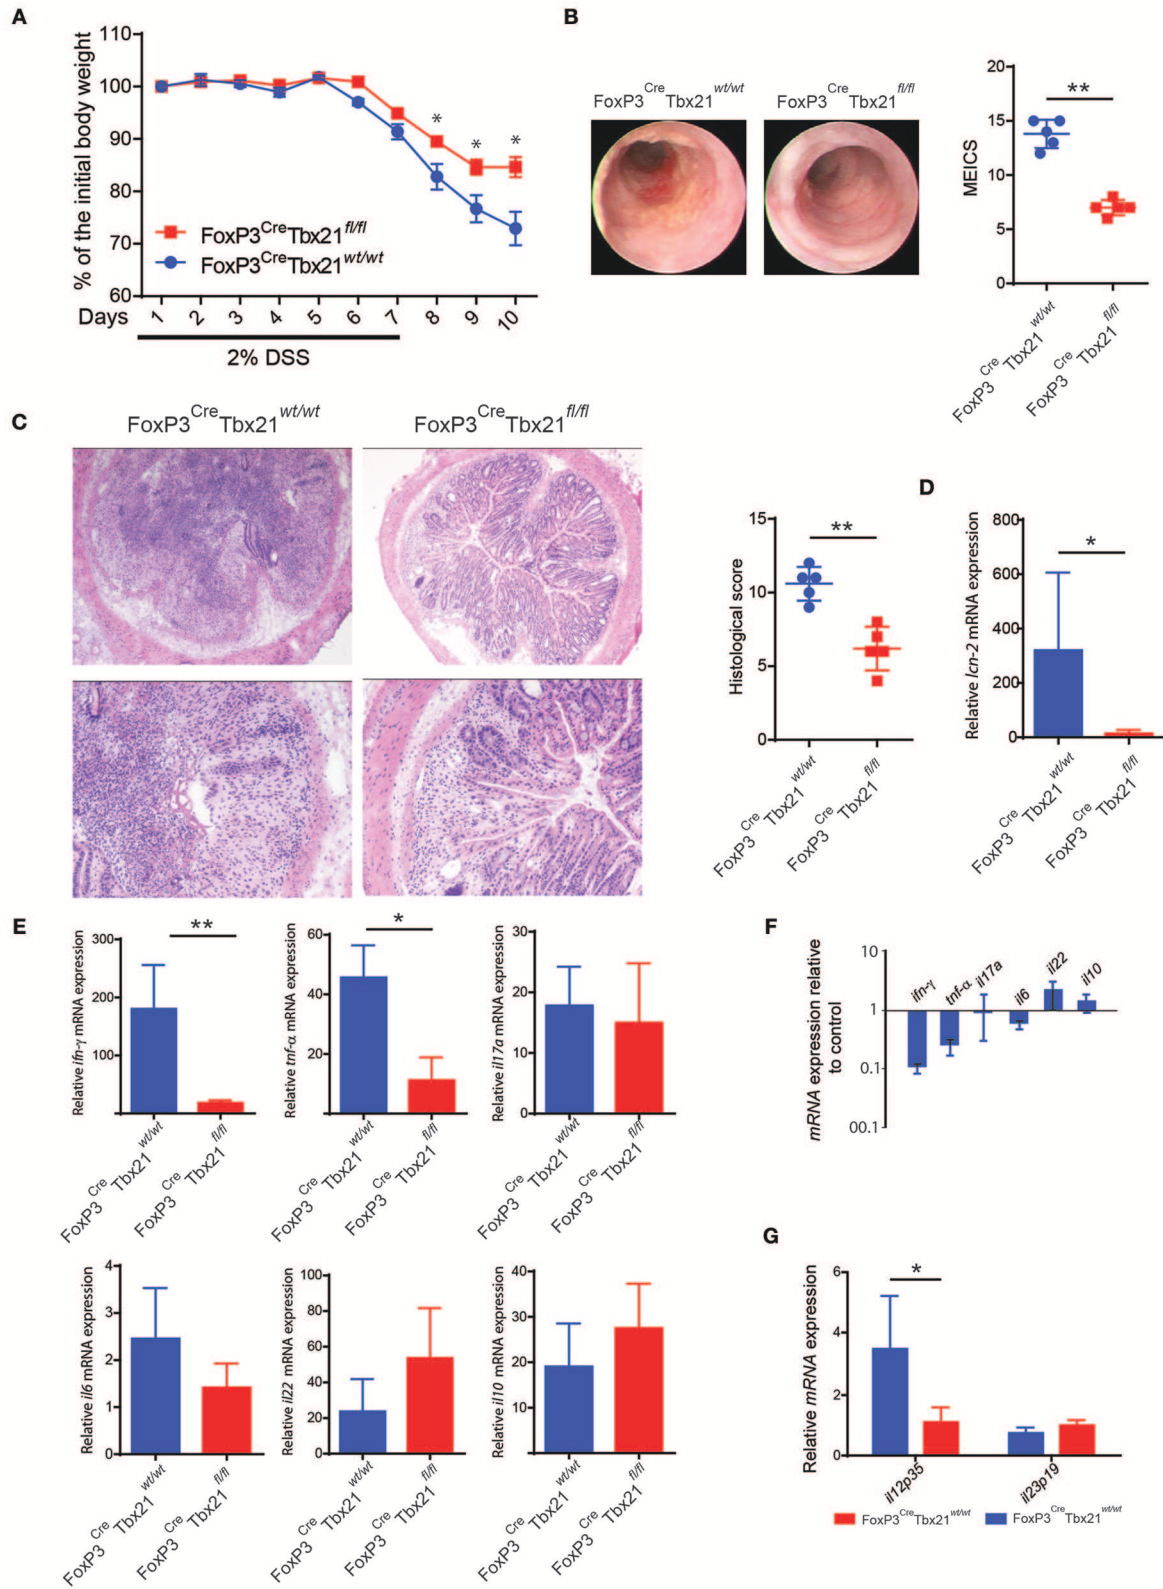 A
% of the initial body weight
110
100
90
80
70
60
* * *
FoxP3CreTbx21fl/fl
FoxP3CreTbx21wt/wt
Days 1 2 3 4 5 6 7 8 9 10
2% DSS
B
FoxP3CreTbx21wt/wt
FoxP3CreTbx21fl/fl
MEICS
20
15
10
5
0
**
FoxP3CreTbx21wt/wt
FoxP3CreTbx21fl/fl
C
FoxP3CreTbx21wt/wt
FoxP3CreTbx21fl/fl
Histological score
15
10
5
0
**
FoxP3CreTbx21wt/wt
FoxP3CreTbx21fl/fl
D
Relative lcn-2 mRNA expression
800
600
400
200
0
*
FoxP3CreTbx21wt/wt
FoxP3CreTbx21fl/fl
E
Relative ifn-γ mRNA expression
300
200
100
**
FoxP3CreTbx21wt/wt
FoxP3CreTbx21fl/fl
Relative tnf-α mRNA expression
60
40
20
*
FoxP3CreTbx21wt/wt
FoxP3CreTbx21fl/fl
Relative il17a mRNA expression
30
20
10
0
FoxP3CreTbx21wt/wt
FoxP3CreTbx21fl/fl
F
mRNA expression relative
to control
10
1
0.1
00.1
ifn-γ tnf-α il17a il6 il22 il10
Relative il6 mRNA expression
4
3
2
1
0
FoxP3CreTbx21wt/wt
FoxP3CreTbx21fl/fl
Relative il22 mRNA expression
100
80
60
40
20
0
FoxP3CreTbx21wt/wt
FoxP3CreTbx21fl/fl
Relative il10 mRNA expression
40
30
20
10
FoxP3CreTbx21wt/wt
FoxP3CreTbx21fl/fl
G
Relative mRNA expression
6
4
2
0
*
il12p35 il23p19
FoxP3CreTbx21wt/wt FoxP3CreTbx21wt/wt